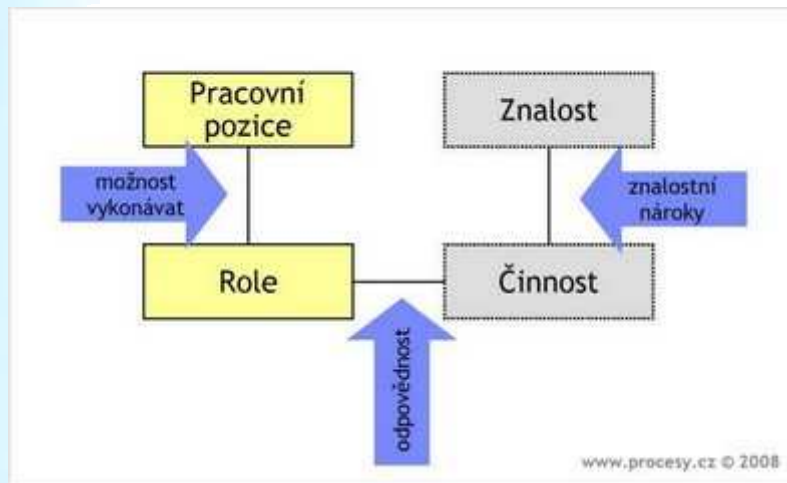 Pracovní
pozice
Znalost
možnost
vykonávat
znalostní
nároky
Role
Činnost
odpovědnost
www.procesy.cz © 2008